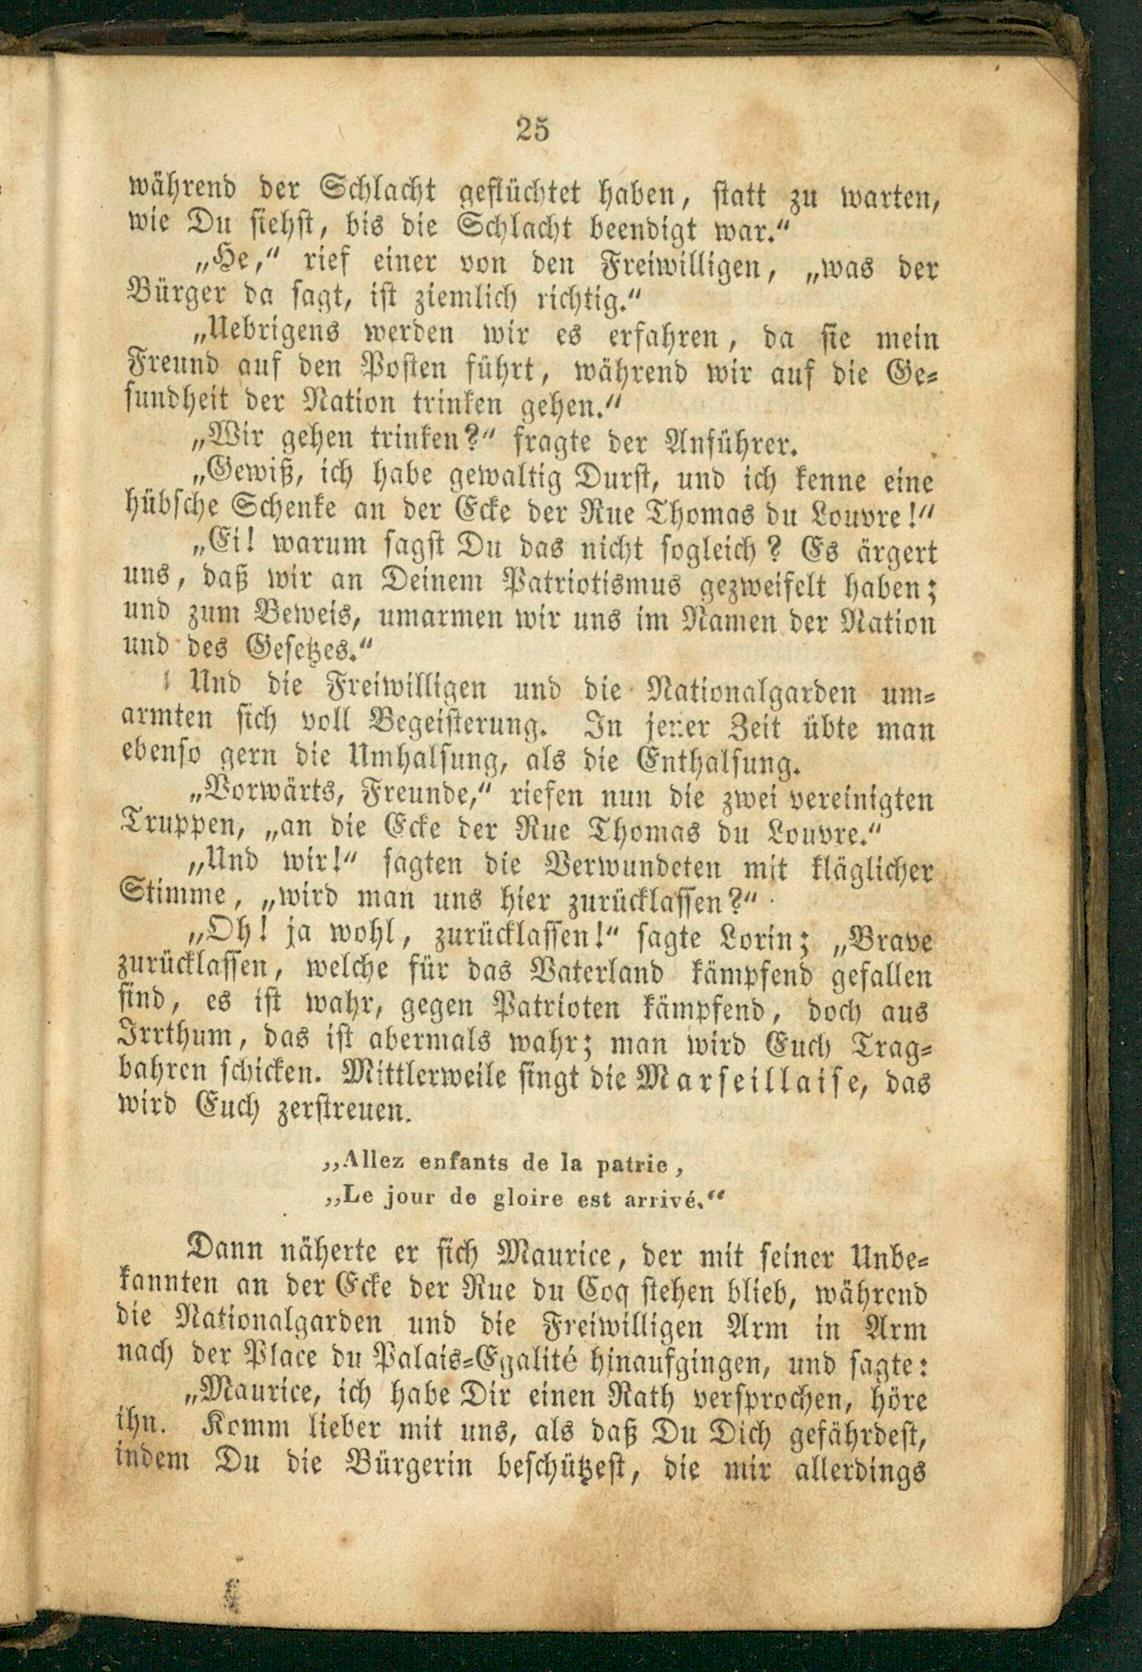 25
während der Schlacht geflüchtet haben, statt zu warten,
wie Du siehst, bis die Schlacht beendigt war.“
„He,“ rief einer von den Freiwilligen, „was der
Bürger da sagt, ist ziemlich richtig.“
„Uebrigens werden wir es erfahren, da sie mein
Freund auf den Posten führt, während wir auf die Ge-
sundheit der Nation trinken gehen.“
„Wir gehen trinken?“ fragte der Anführer.
„Gewiß, ich habe gewaltig Durst, und ich kenne eine
hübsche Schenke an der Ecke der Rue Thomas du Louvre!“
„Ei! warum sagst Du das nicht sogleich? Es ärgert
uns, daß wir an Deinem Patriotismus gezweifelt haben;
und zum Beweis, umarmen wir uns im Namen der Nation
und des Gesetzes.“
Und die Freiwilligen und die Nationalgarden um-
armten sich voll Begeisterung. In jener Zeit übte man
ebenso gern die Umhalsung, als die Enthalsung.
„Vorwärts, Freunde,“ riefen nun die zwei vereinigten
Truppen, „an die Ecke der Rue Thomas du Louvre.“
„Und wir!“ sagten die Verwundeten mit kläglicher
Stimme, „wird man uns hier zurücklassen?“
„Oh! ja wohl, zurücklassen!“ sagte Lorin; „Brave
zurücklassen, welche für das Vaterland kämpfend gefallen
sind, es ist wahr, gegen Patrioten kämpfend, doch aus
Irrthum, das ist abermals wahr; man wird Euch Trag-
bahren schicken. Mittlerweile singt die Marseillaise, das
wird Euch zerstreuen.
„Allez enfants de la patrie,
„Le jour de gloire est arrivé.“
Dann näherte er sich Maurice, der mit seiner Unbe-
kannten an der Ecke der Rue du Coq stehen blieb, während
die Nationalgarden und die Freiwilligen Arm in Arm
nach der Place du Palais-Egalité hinaufgingen, und sagte:
„Maurice, ich habe Dir einen Rath versprochen, höre
ihn. Komm lieber mit uns, als daß Du Dich gefährdest,
indem Du die Bürgerin beschützest, die mir allerdings